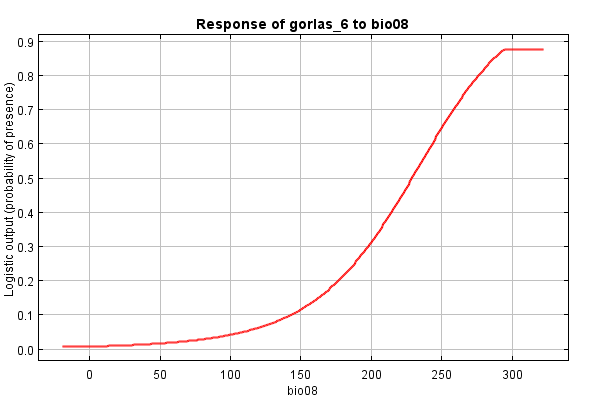 Response of gorlas_6 to bio08
Logistic output (probability of presence)
0.9
0.8
0.7
0.6
0.5
0.4
0.3
0.2
0.1
0.0
0 50 100 150 200 250 300
bio08